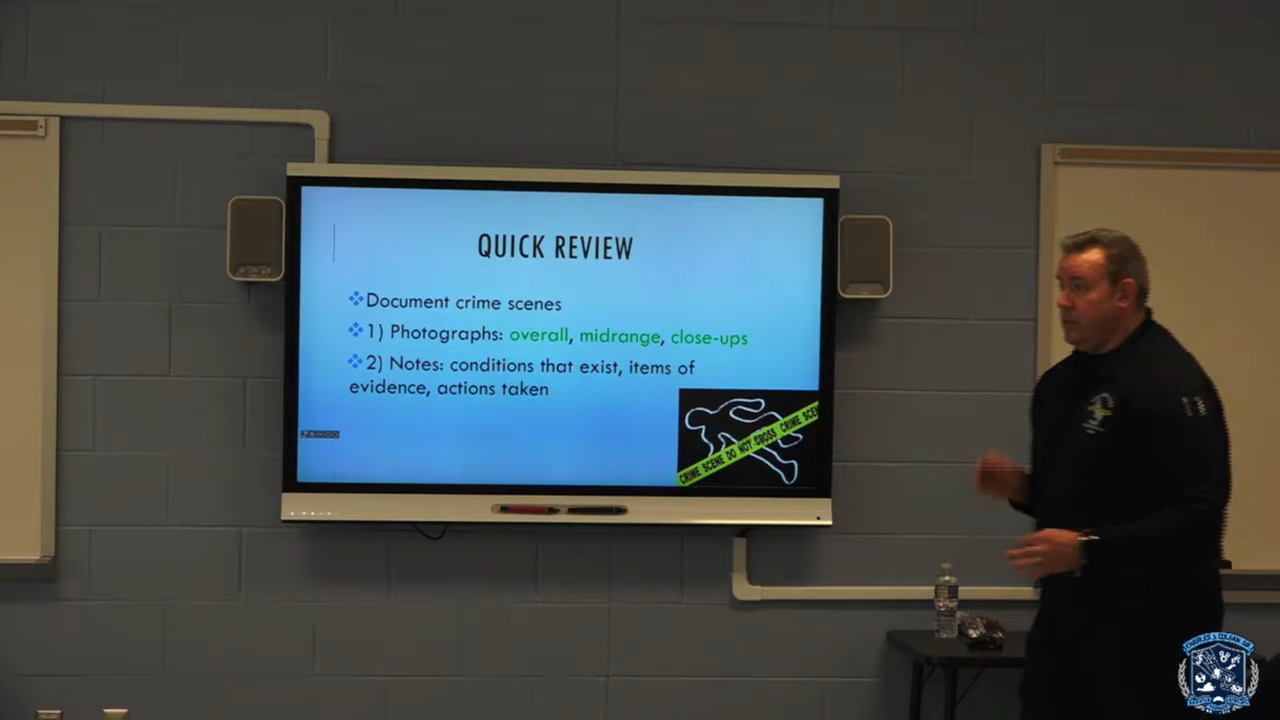 QUICK REVIEW
Document crime scenes
1) Photographs: overall, midrange, close-ups
2) Notes: conditions that exist, items of
evidence, actions taken
CRIME SCENE DO NOT CROSS CRIME SCENE